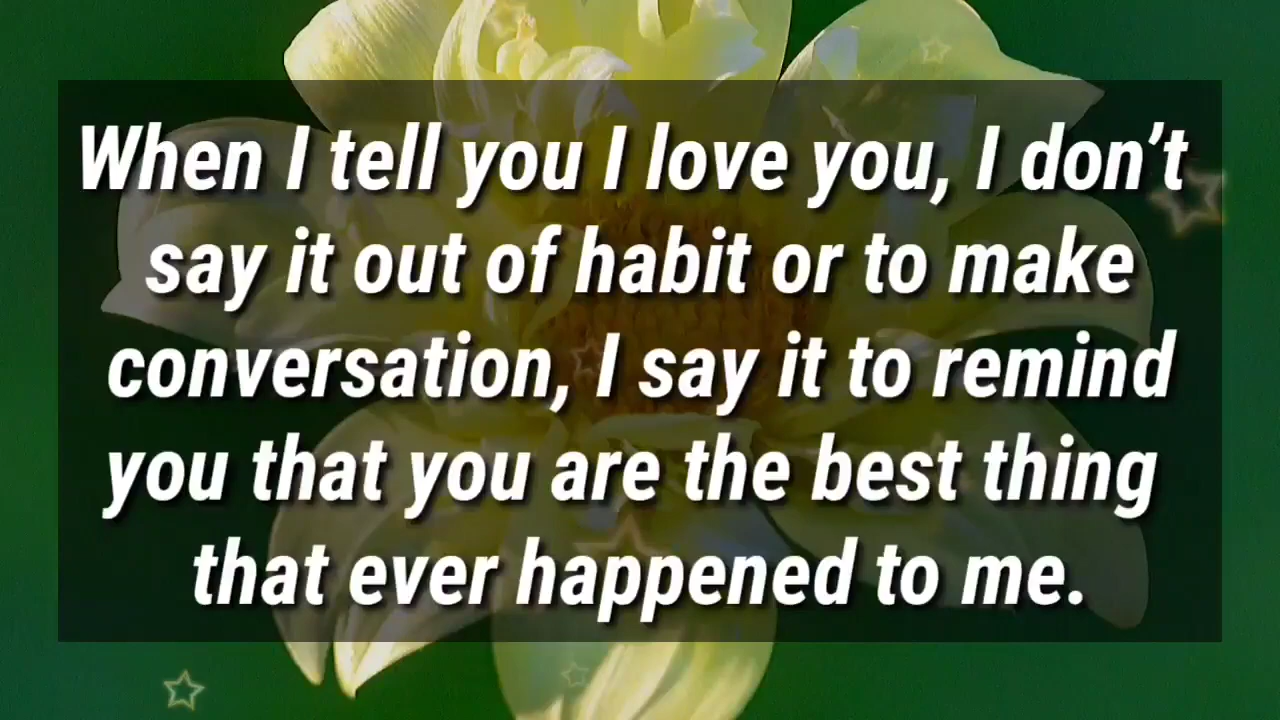 When I tell you I love you, I don’t
say it out of habit or to make
conversation, I say it to remind
you that you are the best thing
that ever happened to me.